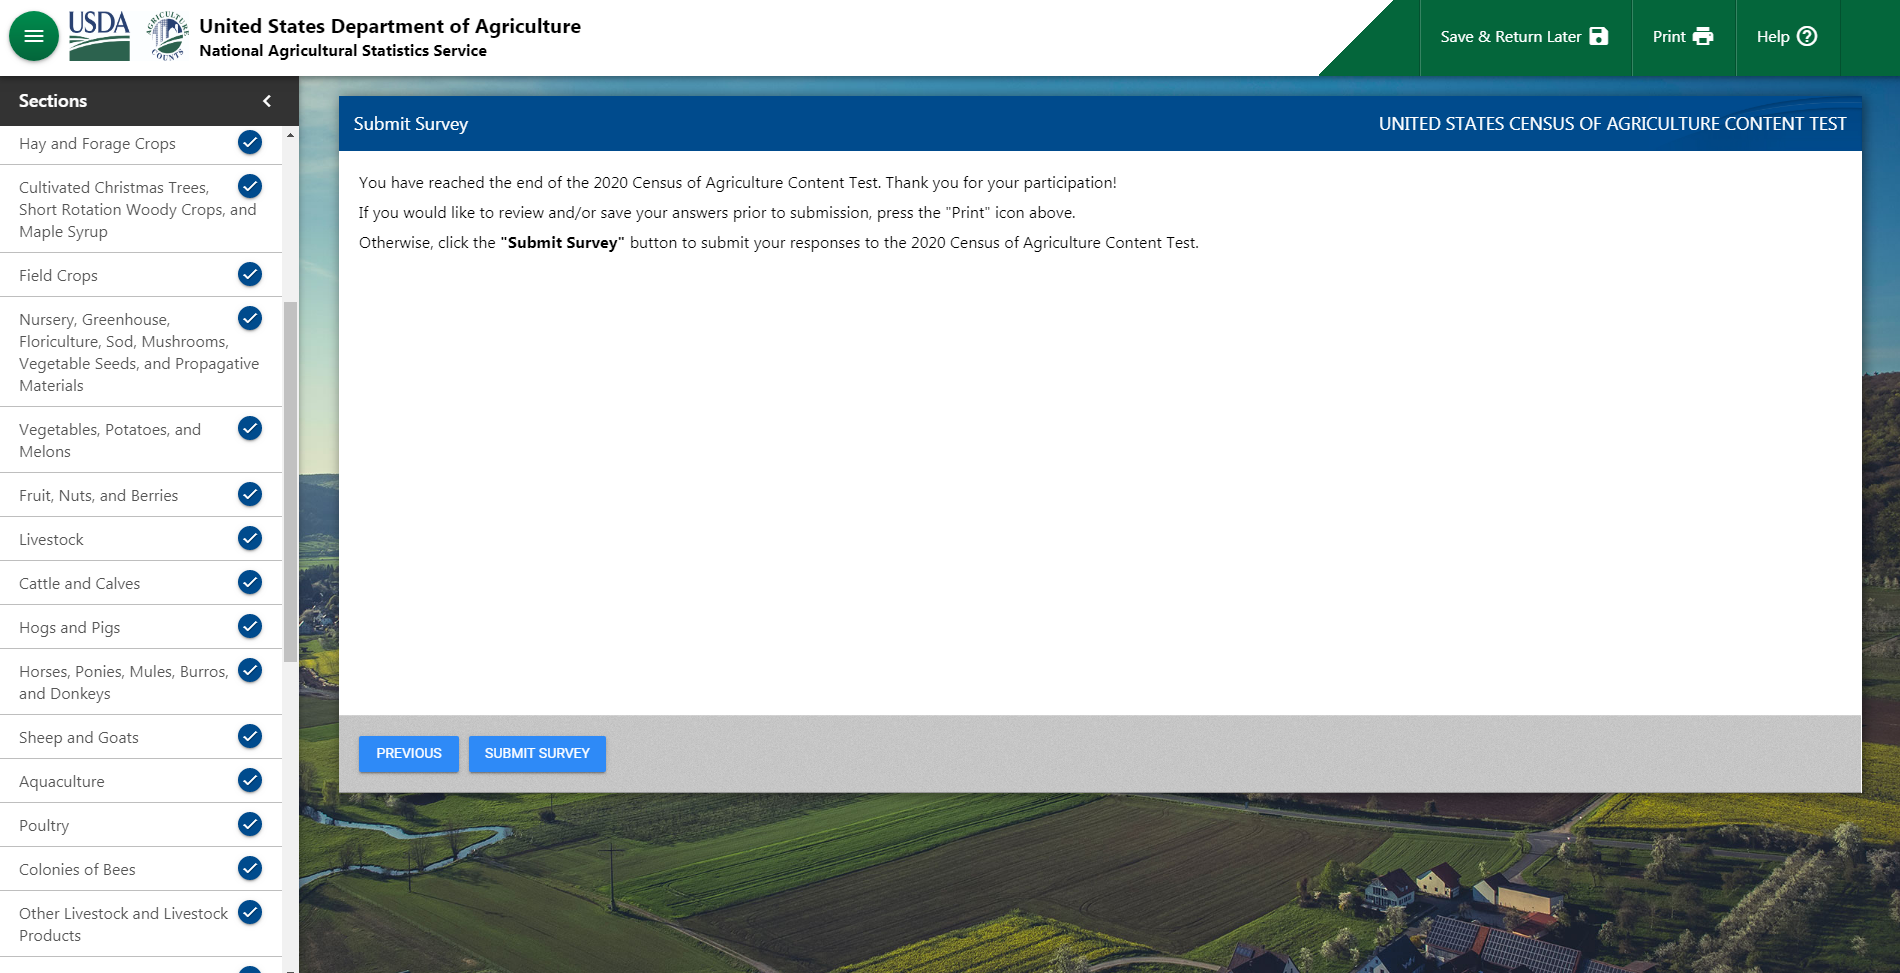 USDA
AGRICULTURE
COUNTS
United States Department of Agriculture
National Agricultural Statistics Service
Save & Return Later
Print
Help
Sections
Submit Survey
UNITED STATES CENSUS OF AGRICULTURE CONTENT TEST
Hay and Forage Crops
Cultivated Christmas Trees,
Short Rotation Woody Crops, and
Maple Syrup
Field Crops
Nursery, Greenhouse,
Floriculture, Sod, Mushrooms,
Vegetable Seeds, and Propagative
Materials
Vegetables, Potatoes, and
Melons
Fruit, Nuts, and Berries
Livestock
Cattle and Calves
Hogs and Pigs
Horses, Ponies, Mules, Burros,
and Donkeys
Sheep and Goats
Aquaculture
Poultry
Colonies of Bees
Other Livestock and Livestock
Products
You have reached the end of the 2020 Census of Agriculture Content Test. Thank you for your participation!
If you would like to review and/or save your answers prior to submission, press the "Print" icon above.
Otherwise, click the "Submit Survey" button to submit your responses to the 2020 Census of Agriculture Content Test.
PREVIOUS
SUBMIT SURVEY